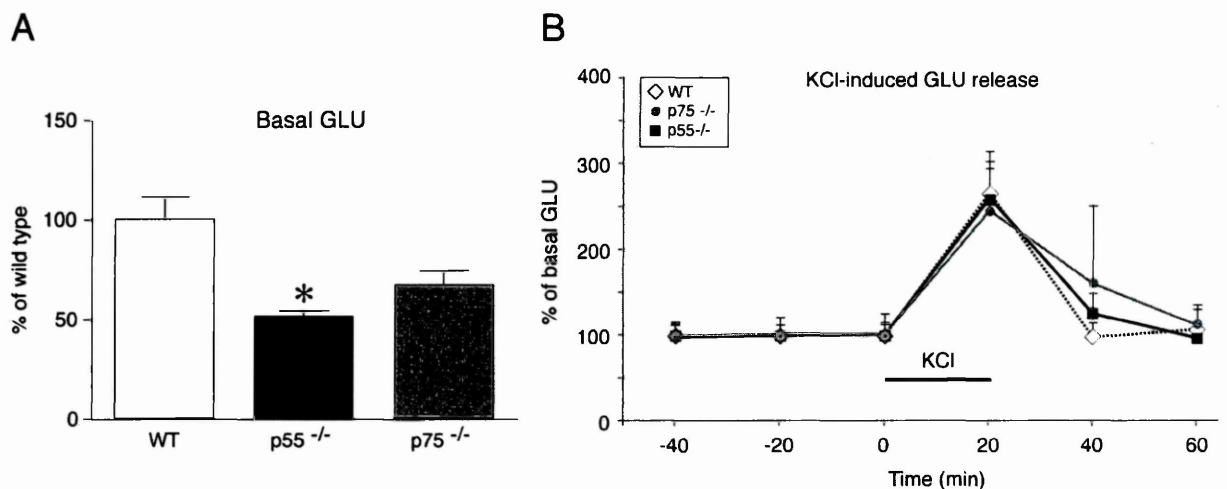 A
Basal GLU
% of wild type
150
100
50
0
*
WT
p55 -/-
p75 -/-
B
KCl-induced GLU release
WT
p75 -/-
p55-/-
% of basal GLU
400
300
200
100
0
KCl
-40
-20
0
20
40
60
Time (min)